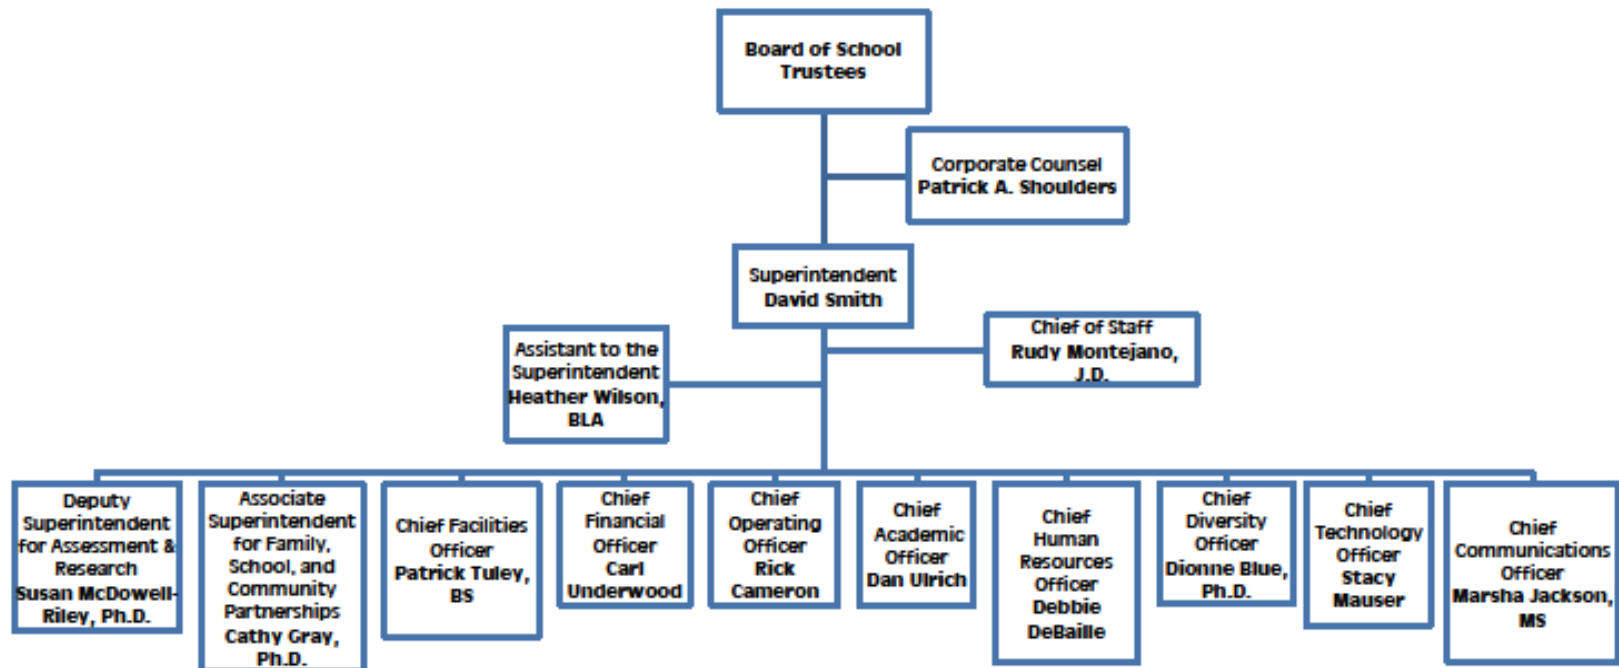 Board of School
Trustees
Corporate Counsel
Patrick A. Shoulders
Superintendent
David Smith
Chief of Staff
Rudy Montejano,
J.D.
Assistant to the
Superintendent
Heather Wilson,
BLA
Deputy
Superintendent
for Assessment &
Research
Susan McDowell-
Riley, Ph.D.
Associate
Superintendent
for Family,
School, and
Community
Partnerships
Cathy Gray,
Ph.D.
Chief Facilities
Officer
Patrick Tuley,
BS
Chief
Financial
Officer
Carl
Underwood
Chief
Operating
Officer
Rick
Cameron
Chief
Academic
Officer
Dan Ulrich
Chief
Human
Resources
Officer
Debbie
DeBaille
Chief
Diversity
Officer
Dionne Blue,
Ph.D.
Chief
Technology
Officer
Stacy
Mauser
Chief
Communications
Officer
Marsha Jackson,
MS